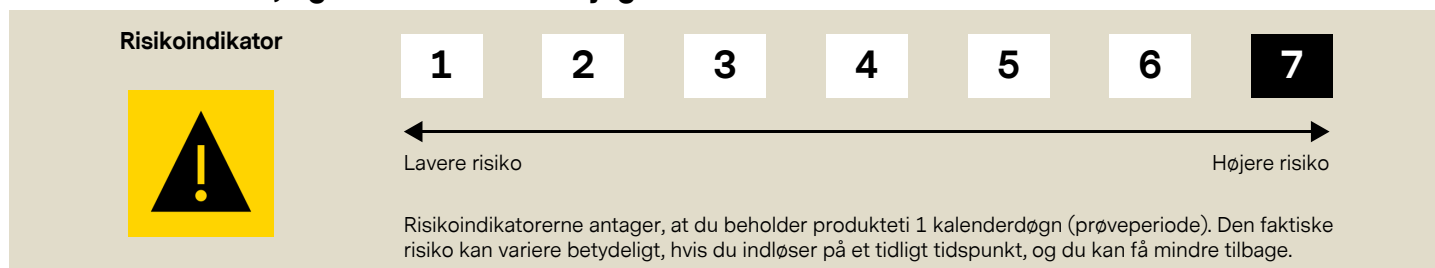 Risikoindikator
1 2 3 4 5 6 7
Lavere risiko Højere risiko
Risikoindikatorerne antager, at du beholder produkteti 1 kalenderdøgn (prøveperiode). Den faktiske
risiko kan variere betydeligt, hvis du indløser på et tidligt tidspunkt, og du kan få mindre tilbage.